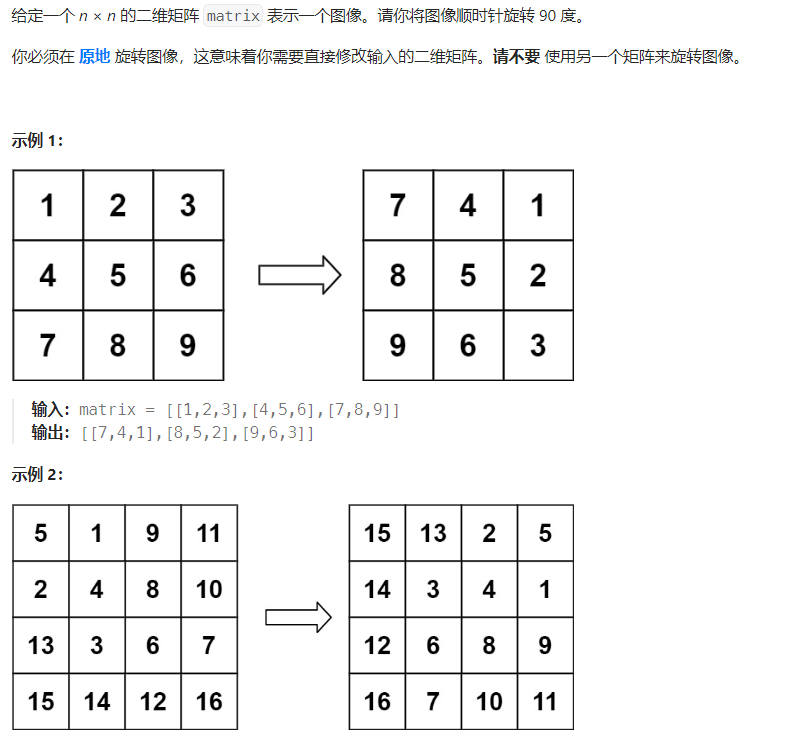 给定一个 n × n 的二维矩阵 matrix 表示一个图像。请你将图像顺时针旋转 90 度。
你必须在 原地 旋转图像，这意味着你需要直接修改输入的二维矩阵。请不要 使用另一个矩阵来旋转图像。
示例 1：
1 2 3 7 4 1
4 5 6 8 5 2
7 8 9 9 6 3
输入：matrix = [[1,2,3],[4,5,6],[7,8,9]]
输出：[[7,4,1],[8,5,2],[9,6,3]]
示例 2：
5 1 9 11 15 13 2 5
2 4 8 10 14 3 4 1
13 3 6 7 12 6 8 9
15 14 12 16 16 7 10 11